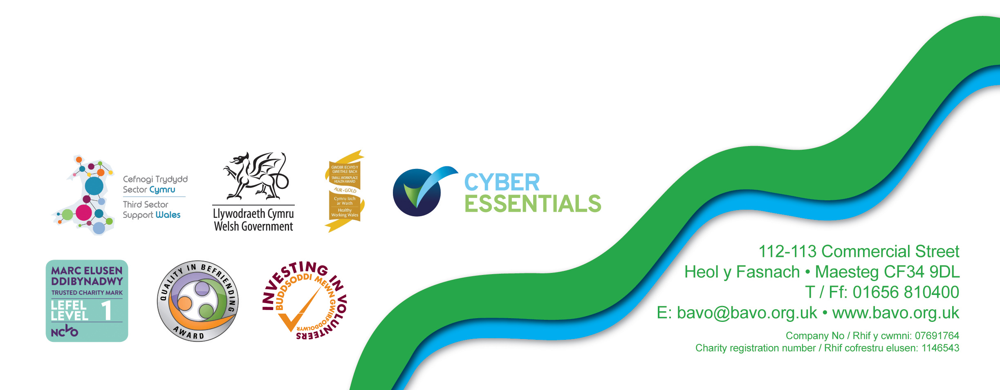 Cefnogi Trydydd
Sector Cymru
Third Sector
Support Wales
Llywodraeth Cymru
Welsh Government
GWOBR IECHYD Y
GWEITHLE BACH
SMALL WORKPLACE
HEALTH AWARD
AUR • GOLD
Cymru Iach
ar Waith
Healthy
Working Wales
CYBER
ESSENTIALS
MARC ELUSEN
DDIBYNADWY
TRUSTED CHARITY MARK
LEFEL
LEVEL 1
NCVO
QUALITY IN BEFRIENDING
AWARD
INVESTING IN VOLUNTEERS
BUDDSODDI MEWN GWIRFODDOLWYR
112-113 Commercial Street
Heol y Fasnach • Maesteg CF34 9DL
T / Ff: 01656 810400
E: bavo@bavo.org.uk • www.bavo.org.uk
Company No / Rhif y cwmni: 07691764
Charity registration number / Rhif cofrestru elusen: 1146543